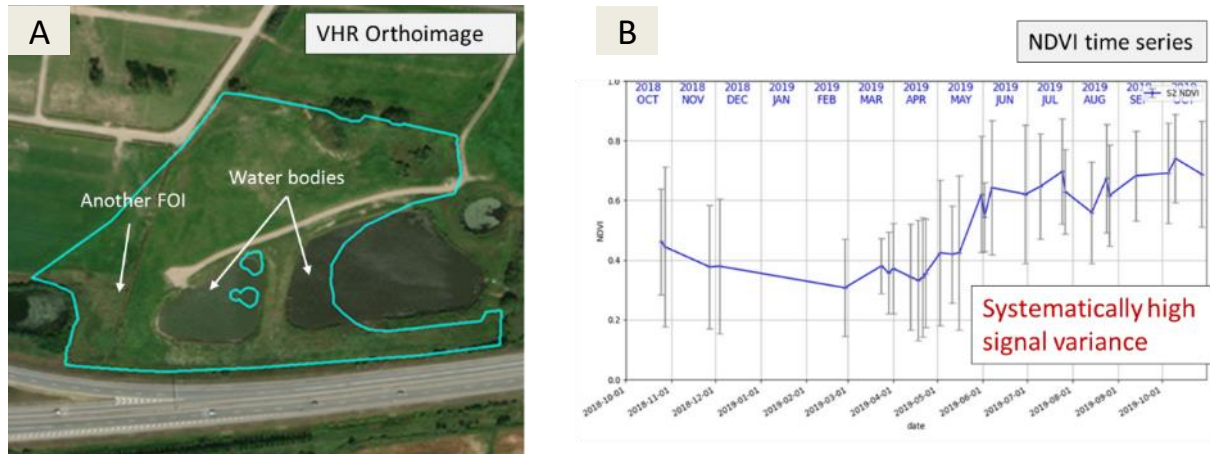 A
VHR Orthoimage
Another FOI
Water bodies
B
NDVI time series
2018 2018 2018 2019 2019 2019 2019 2019 2019 2019 2019
OCT NOV DEC JAN FEB MAR APR MAY JUN JUL AUG
S2 NDVI
1.0
0.8
0.6
0.4
0.2
0.0
NDVI
Systematically high
signal variance
2018-10-01 2018-11-01 2018-12-01 2019-01-01 2019-02-01 2019-03-01 2019-04-01 2019-05-01 2019-06-01 2019-07-01 2019-08-01 2019-09-01 2019-10-01
date